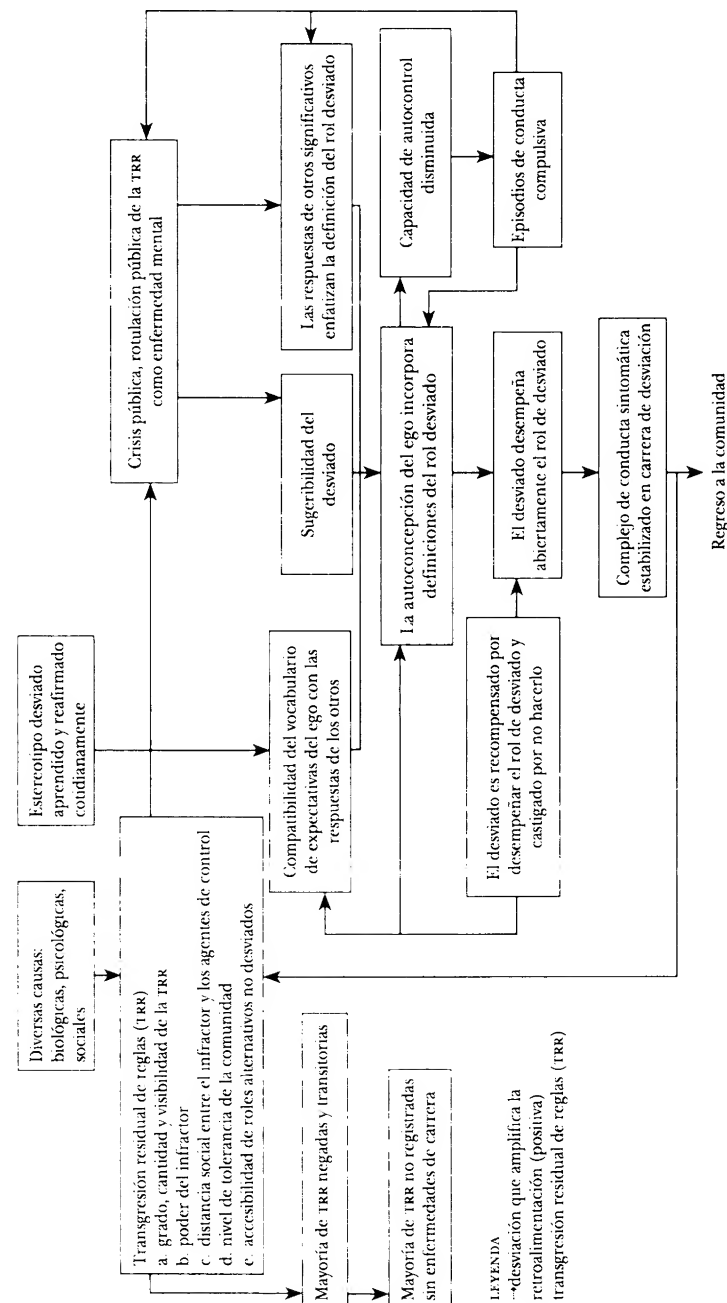 Diversas causas:
biológicas, psicológicas,
sociales
Estereotipo desviado
aprendido y reafirmado
cotidianamente
Transgresión residual de reglas (TRR)
a. grado, cantidad y visibilidad de la TRR
b. poder del infractor
c. distancia social entre el infractor y los agentes de control
d. nivel de tolerancia de la comunidad
e. accesibilidad de roles alternativos no desviados
Crisis pública, rotulación pública de la TRR
como enfermedad mental
Mayoría de TRR negadas y transitorias
Mayoría de TRR no registradas
sin enfermedades de carrera
Compatibilidad del vocabulario
de expectativas del ego con las
respuestas de los otros
Sugeribilidad del
desviado
Las respuestas de otros significativos
enfatizan la definición del rol desviado
La autoconcepción del ego incorpora
definiciones del rol desviado
Capacidad de autocontrol
disminuida
El desviado es recompensado por
desempeñar el rol de desviado y
castigado por no hacerlo
El desviado desempeña
abiertamente el rol de desviado
Episodios de conducta
compulsiva
Complejo de conducta sintomática
estabilizado en carrera de desviación
Regreso a la comunidad
LEYENDA
desviación que amplifica la
retroalimentación (positiva)
transgresión residual de reglas (TRR)